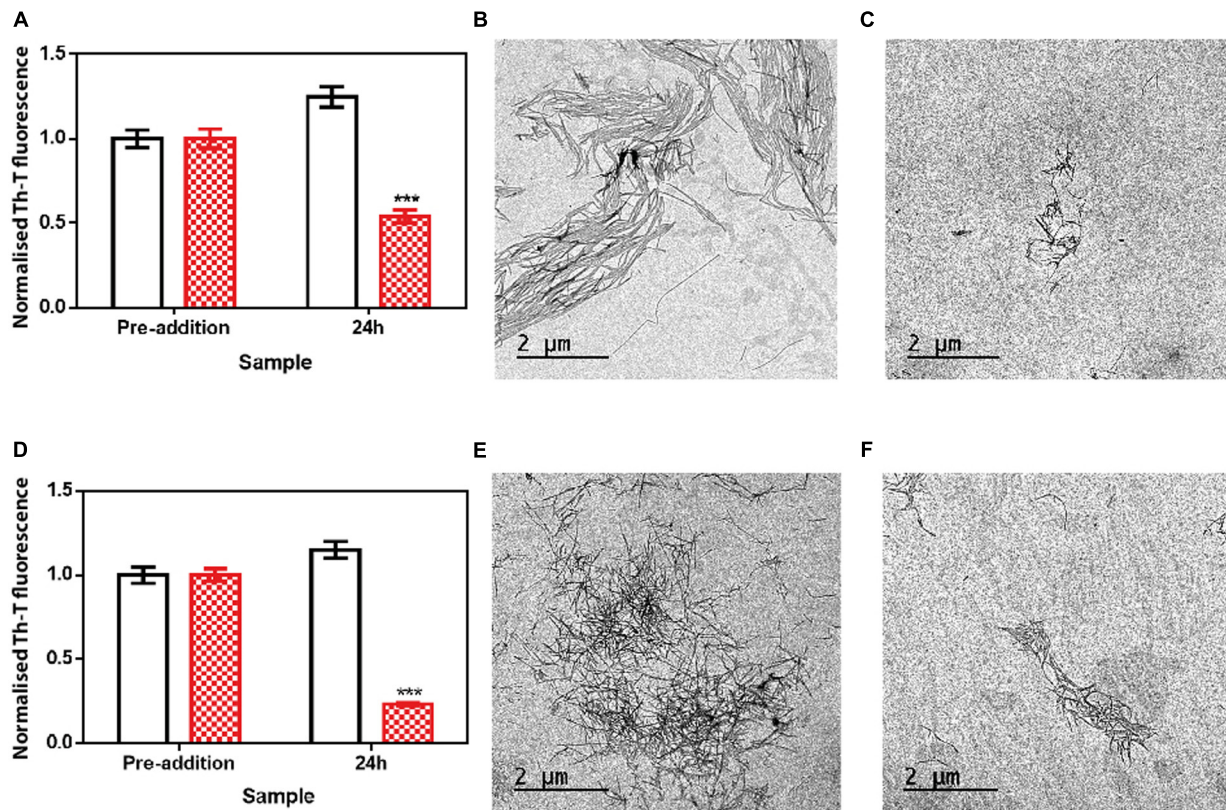 A
Normalised Th-T fluorescence
1.5
1.0
0.5
0.0
***
Pre-addition
24h
Sample
B
2 µm
C
2 µm
D
Normalised Th-T fluorescence
1.5
1.0
0.5
0.0
***
Pre-addition
24h
Sample
E
2 µm
F
2 µm